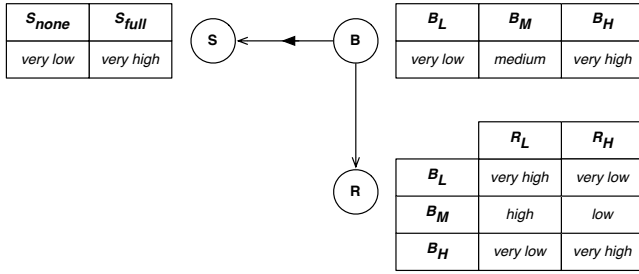 S_none S_full
very low very high
S
B
B_L B_M B_H
very low medium very high
R_L R_H
R
B_L very high very low
B_M high low
B_H very low very high